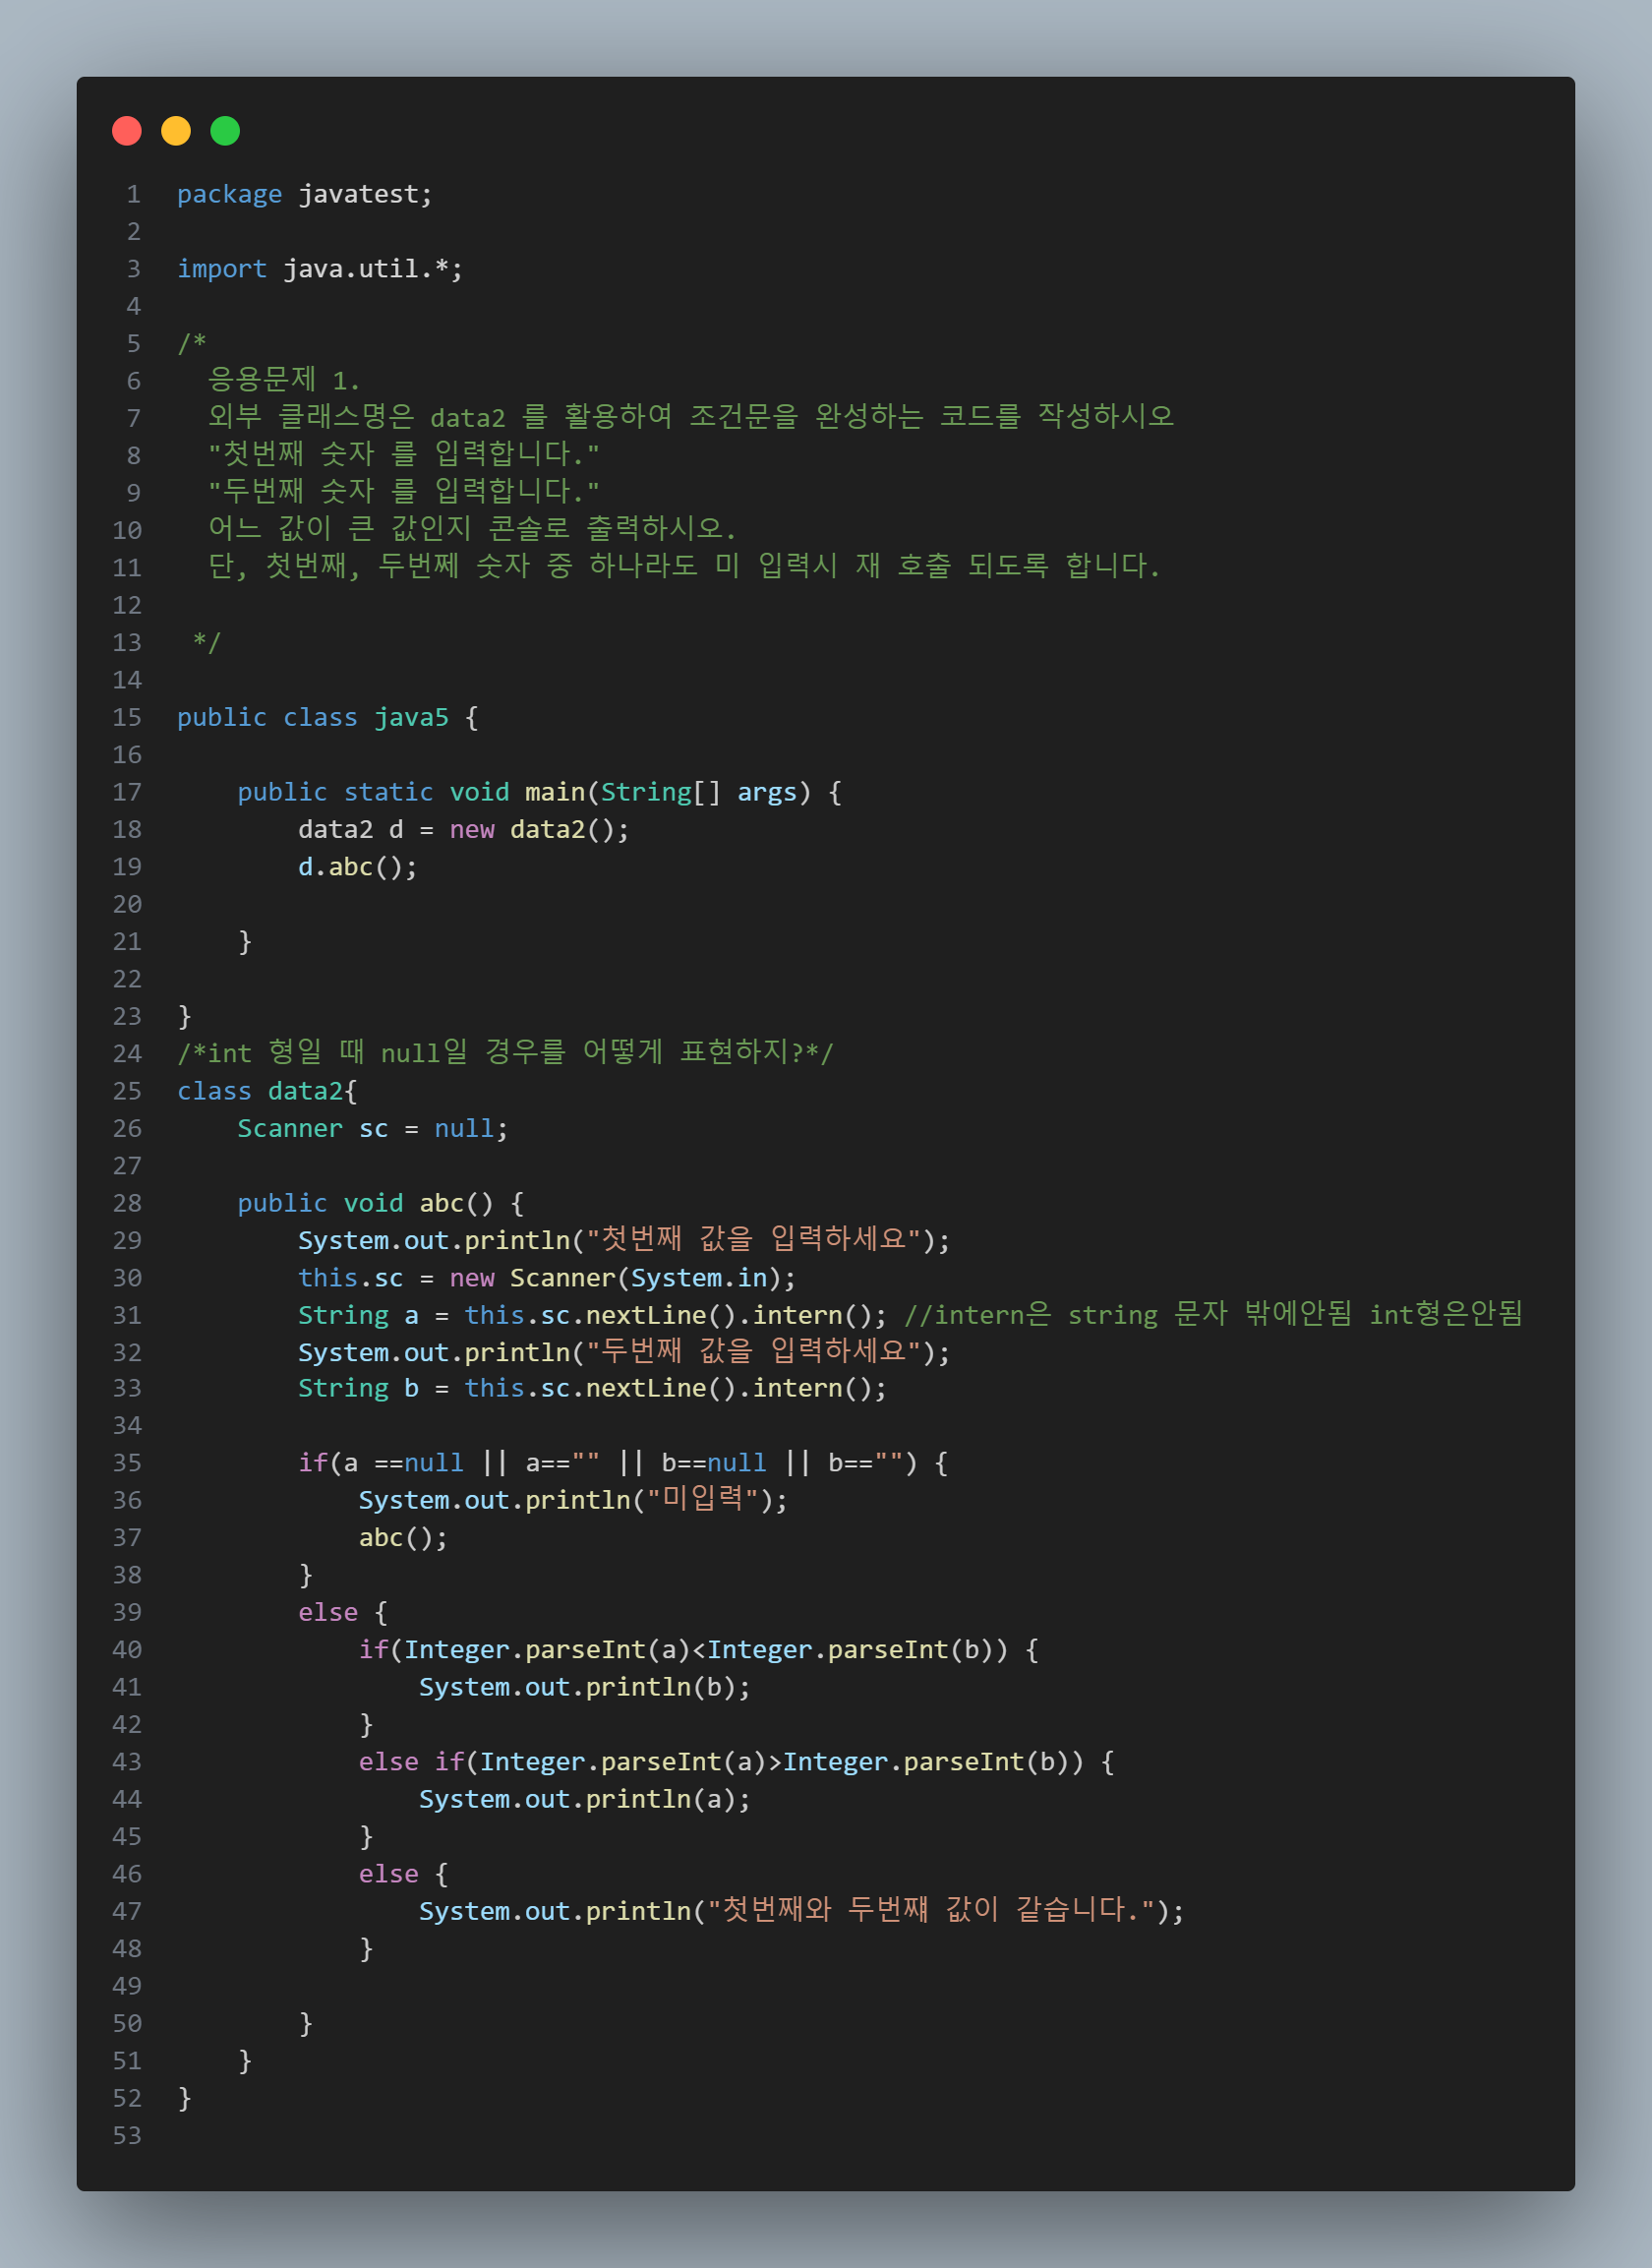 1 package javatest;
2
3 import java.util.*;
4
5 /*
6   응용문제 1.
7   외부 클래스명은 data2 를 활용하여 조건문을 완성하는 코드를 작성하시오
8   "첫번째 숫자 를 입력합니다."
9   "두번째 숫자 를 입력합니다."
10   어느 값이 큰 값인지 콘솔로 출력하시오.
11   단, 첫번째, 두번쩨 숫자 중 하나라도 미 입력시 재 호출 되도록 합니다.
12
13  */
14
15 public class java5 {
16
17     public static void main(String[] args) {
18         data2 d = new data2();
19         d.abc();
20
21     }
22
23 }
24 /*int 형일 때 null일 경우를 어떻게 표현하지?*/
25 class data2{
26     Scanner sc = null;
27
28     public void abc() {
29         System.out.println("첫번째 값을 입력하세요");
30         this.sc = new Scanner(System.in);
31         String a = this.sc.nextLine().intern(); //intern은 string 문자 밖에안됨 int형은안됨
32         System.out.println("두번째 값을 입력하세요");
33         String b = this.sc.nextLine().intern();
34
35         if(a ==null || a=="" || b==null || b=="") {
36             System.out.println("미입력");
37             abc();
38         }
39         else {
40             if(Integer.parseInt(a)<Integer.parseInt(b)) {
41                 System.out.println(b);
42             }
43             else if(Integer.parseInt(a)>Integer.parseInt(b)) {
44                 System.out.println(a);
45             }
46             else {
47                 System.out.println("첫번째와 두번쨰 값이 같습니다.");
48             }
49
50         }
51     }
52 }
53